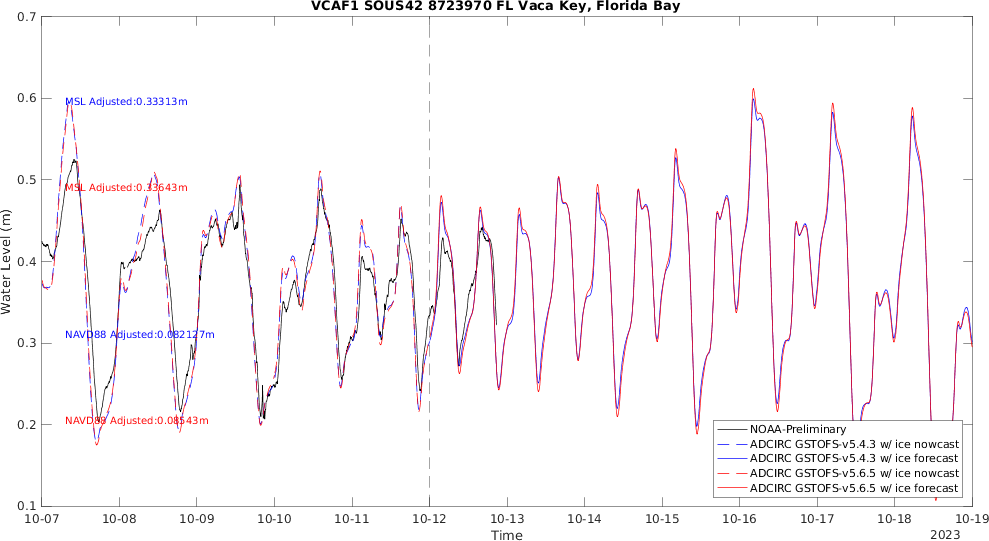 VCAF1 SOUS42 8723970 FL Vaca Key, Florida Bay
0.7
0.6
0.5
0.4
0.3
0.2
0.1
Water Level (m)
MSL Adjusted:0.33313m
MSL Adjusted:0.33643m
NAVD88 Adjusted:0.082127m
NAVD88 Adjusted:0.08543m
NOAA-Preliminary
ADCIRC GSTOFS-v5.4.3 w/ ice nowcast
ADCIRC GSTOFS-v5.4.3 w/ ice forecast
ADCIRC GSTOFS-v5.6.5 w/ ice nowcast
ADCIRC GSTOFS-v5.6.5 w/ ice forecast
10-07 10-08 10-09 10-10 10-11 10-12 10-13 10-14 10-15 10-16 10-17 10-18 10-19
Time
2023